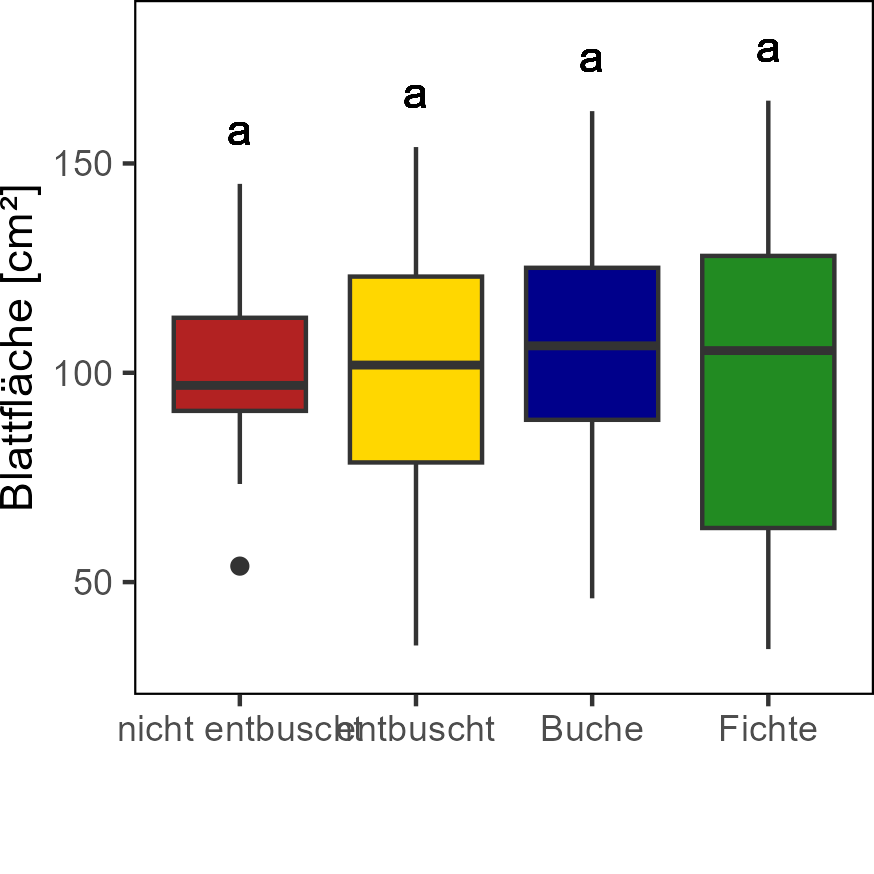 a
a
a
a
Blattfläche [cm²]
150
100
50
nicht entbuscht
entbuscht
Buche
Fichte